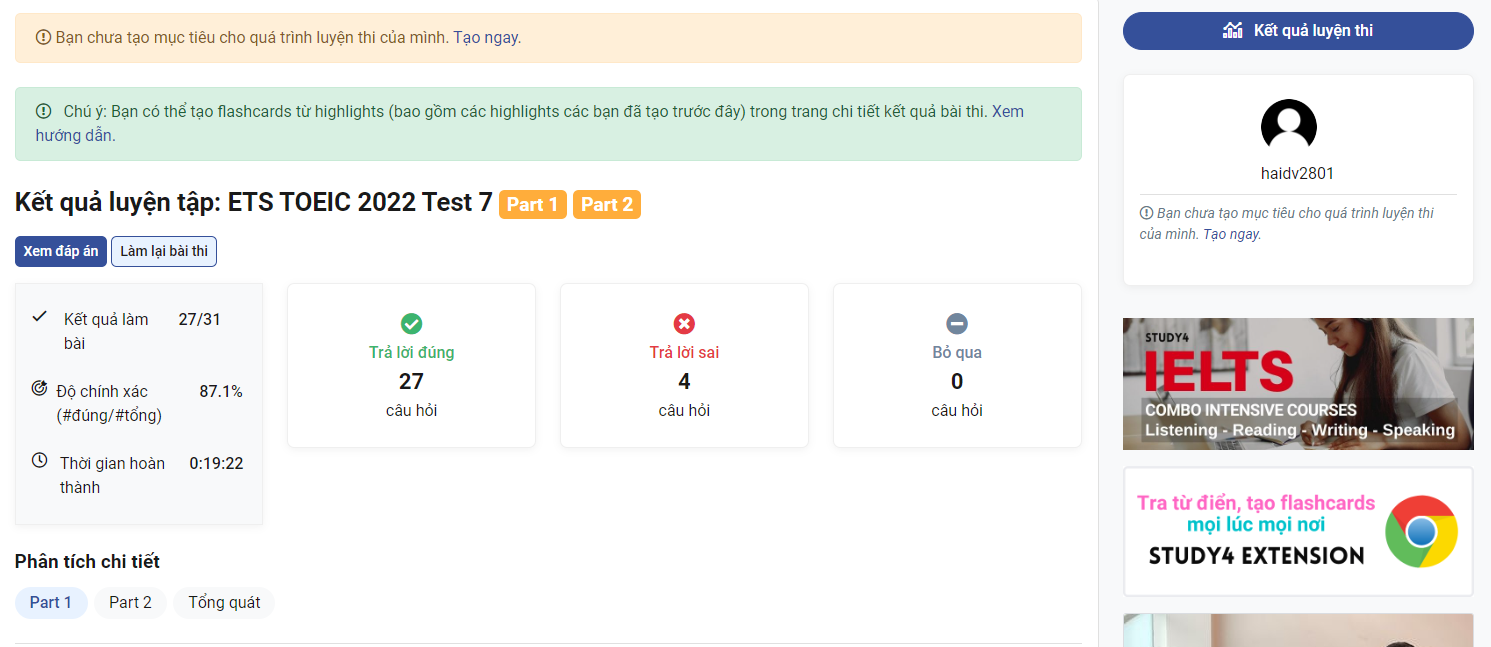 Bạn chưa tạo mục tiêu cho quá trình luyện thi của mình. Tạo ngay.
Chú ý: Bạn có thể tạo flashcards từ highlights (bao gồm các highlights các bạn đã tạo trước đây) trong trang chi tiết kết quả bài thi. Xem
hướng dẫn.
Kết quả luyện tập: ETS TOEIC 2022 Test 7 Part 1 Part 2
Xem đáp án Làm lại bài thi
Kết quả làm 27/31
bài
Độ chính xác 87.1%
(#đúng/#tổng)
Thời gian hoàn 0:19:22
thành
Trả lời đúng
27
câu hỏi
Trả lời sai
4
câu hỏi
Bỏ qua
0
câu hỏi
Phân tích chi tiết
Part 1 Part 2 Tổng quát
Kết quả luyện thi
haidv2801
Bạn chưa tạo mục tiêu cho quá trình luyện thi
của mình. Tạo ngay.
STUDY4
IELTS
COMBO INTENSIVE COURSES
Listening - Reading - Writing - Speaking
Tra từ điển, tạo flashcards
mọi lúc mọi nơi
STUDY4 EXTENSION